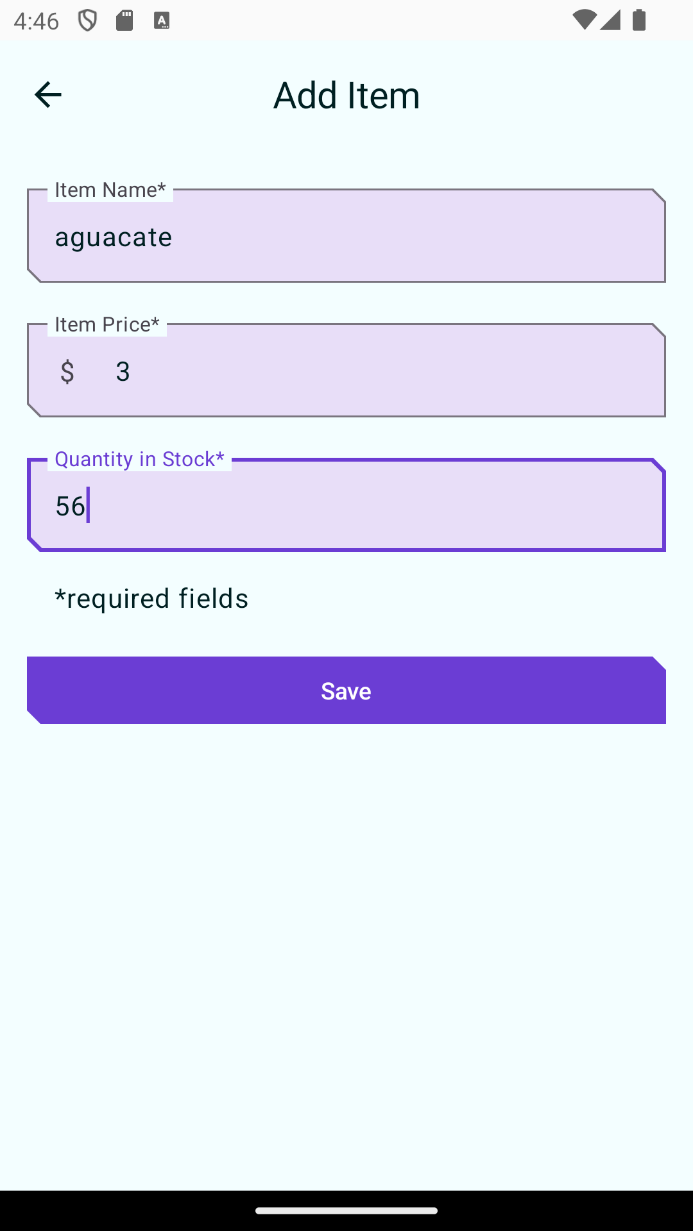 4:46
Add Item
Item Name*
aguacate
Item Price*
$ 3
Quantity in Stock*
56
*required fields
Save